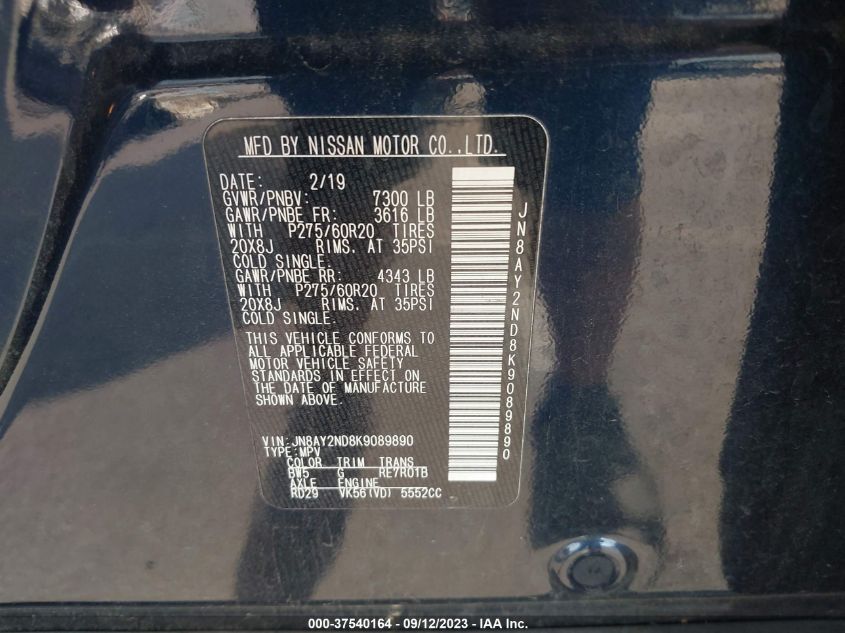 MFD BY NISSAN MOTOR CO.,LTD.
DATE: 2/19
GVWR/PNBV: 7300 LB
GAWR/PNBE FR: 3616 LB
WITH P275/60R20 TIRES
20X8J RIMS. AT 35PSI
COLD SINGLE.
GAWR/PNBE RR: 4343 LB
WITH P275/60R20 TIRES
20X8J RIMS. AT 35PSI
COLD SINGLE.
THIS VEHICLE CONFORMS TO
ALL APPLICABLE FEDERAL
MOTOR VEHICLE SAFETY
STANDARDS IN EFFECT ON
THE DATE OF MANUFACTURE
SHOWN ABOVE.
VIN:JN8AY2ND8K9089890
TYPE:MPV
COLOR TRIM TRANS
BW5 G RE7R01B
AXLE ENGINE
RD29 VK56(VD) 5552CC
JN8AY2ND8K9089890
000-37540164 - 09/12/2023 - IAA Inc.